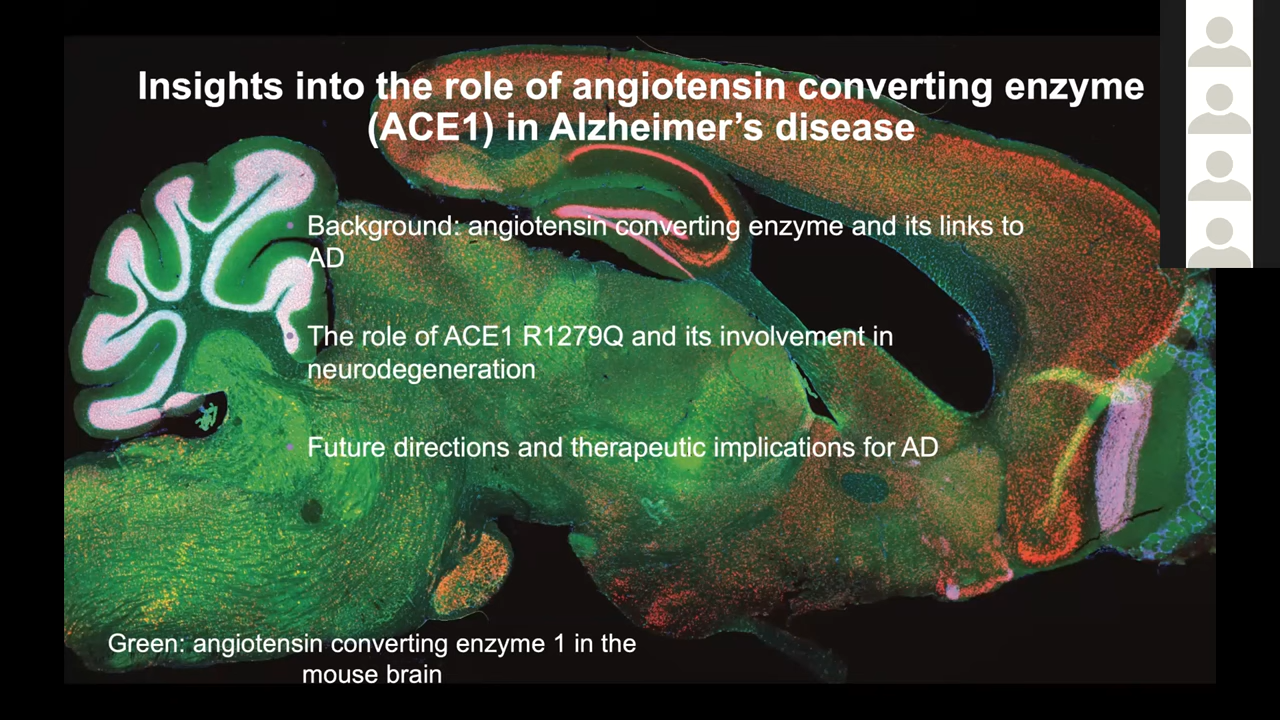 Insights into the role of angiotensin converting enzyme
(ACE1) in Alzheimer’s disease
• Background: angiotensin converting enzyme and its links to
AD
• The role of ACE1 R1279Q and its involvement in
neurodegeneration
• Future directions and therapeutic implications for AD
Green: angiotensin converting enzyme 1 in the
mouse brain